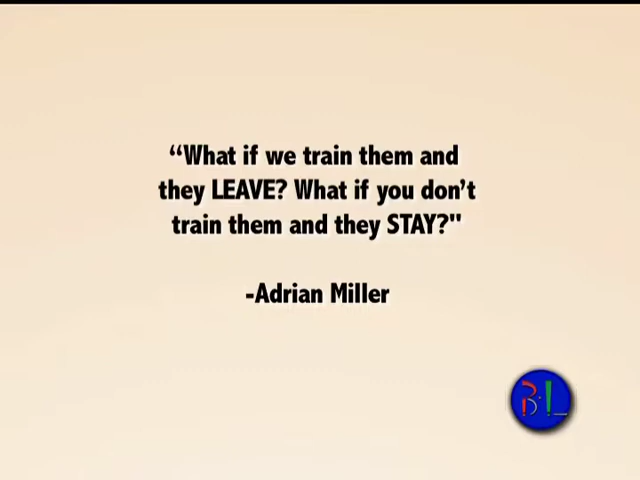 “What if we train them and
they LEAVE? What if you don’t
train them and they STAY?"
-Adrian Miller
B.L